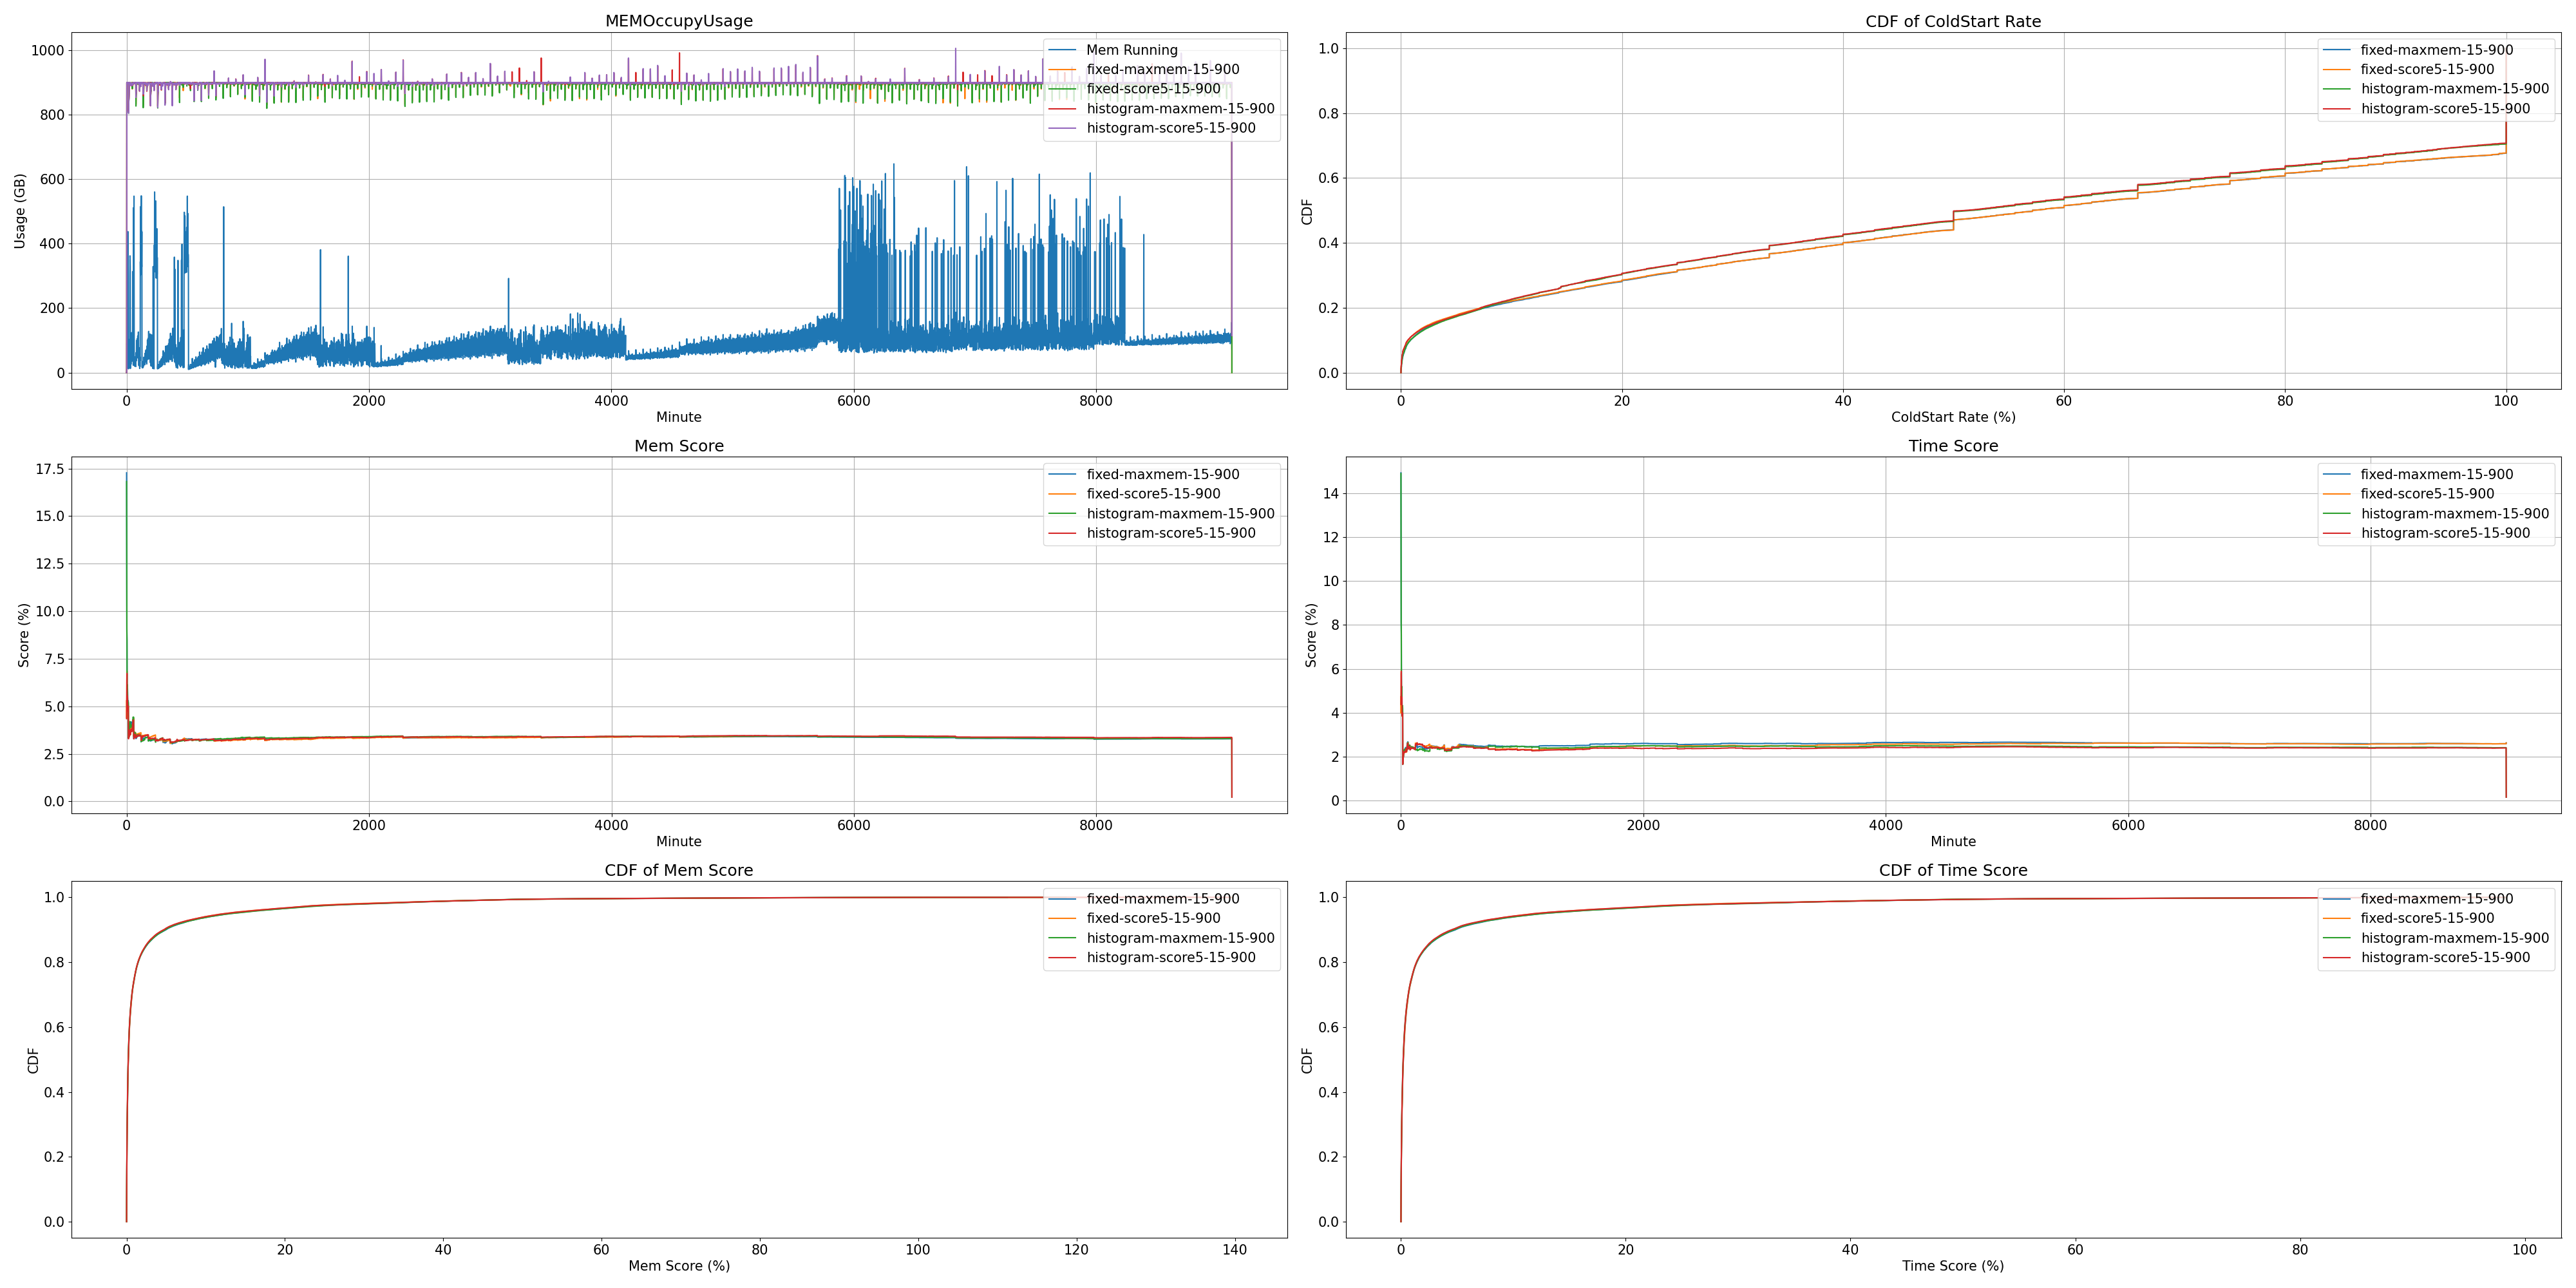 MEMOccupyUsage
Usage (GB)
1000
800
600
400
200
0
0 2000 4000 6000 8000
Minute
Mem Running
fixed-maxmem-15-900
fixed-score5-15-900
histogram-maxmem-15-900
histogram-score5-15-900
CDF of ColdStart Rate
CDF
1.0
0.8
0.6
0.4
0.2
0.0
0 20 40 60 80 100
ColdStart Rate (%)
fixed-maxmem-15-900
fixed-score5-15-900
histogram-maxmem-15-900
histogram-score5-15-900
Mem Score
Score (%)
17.5
15.0
12.5
10.0
7.5
5.0
2.5
0.0
0 2000 4000 6000 8000
Minute
fixed-maxmem-15-900
fixed-score5-15-900
histogram-maxmem-15-900
histogram-score5-15-900
Time Score
Score (%)
14
12
10
8
6
4
2
0
0 2000 4000 6000 8000
Minute
fixed-maxmem-15-900
fixed-score5-15-900
histogram-maxmem-15-900
histogram-score5-15-900
CDF of Mem Score
CDF
1.0
0.8
0.6
0.4
0.2
0.0
0 20 40 60 80 100 120 140
Mem Score (%)
fixed-maxmem-15-900
fixed-score5-15-900
histogram-maxmem-15-900
histogram-score5-15-900
CDF of Time Score
CDF
1.0
0.8
0.6
0.4
0.2
0.0
0 20 40 60 80 100
Time Score (%)
fixed-maxmem-15-900
fixed-score5-15-900
histogram-maxmem-15-900
histogram-score5-15-900